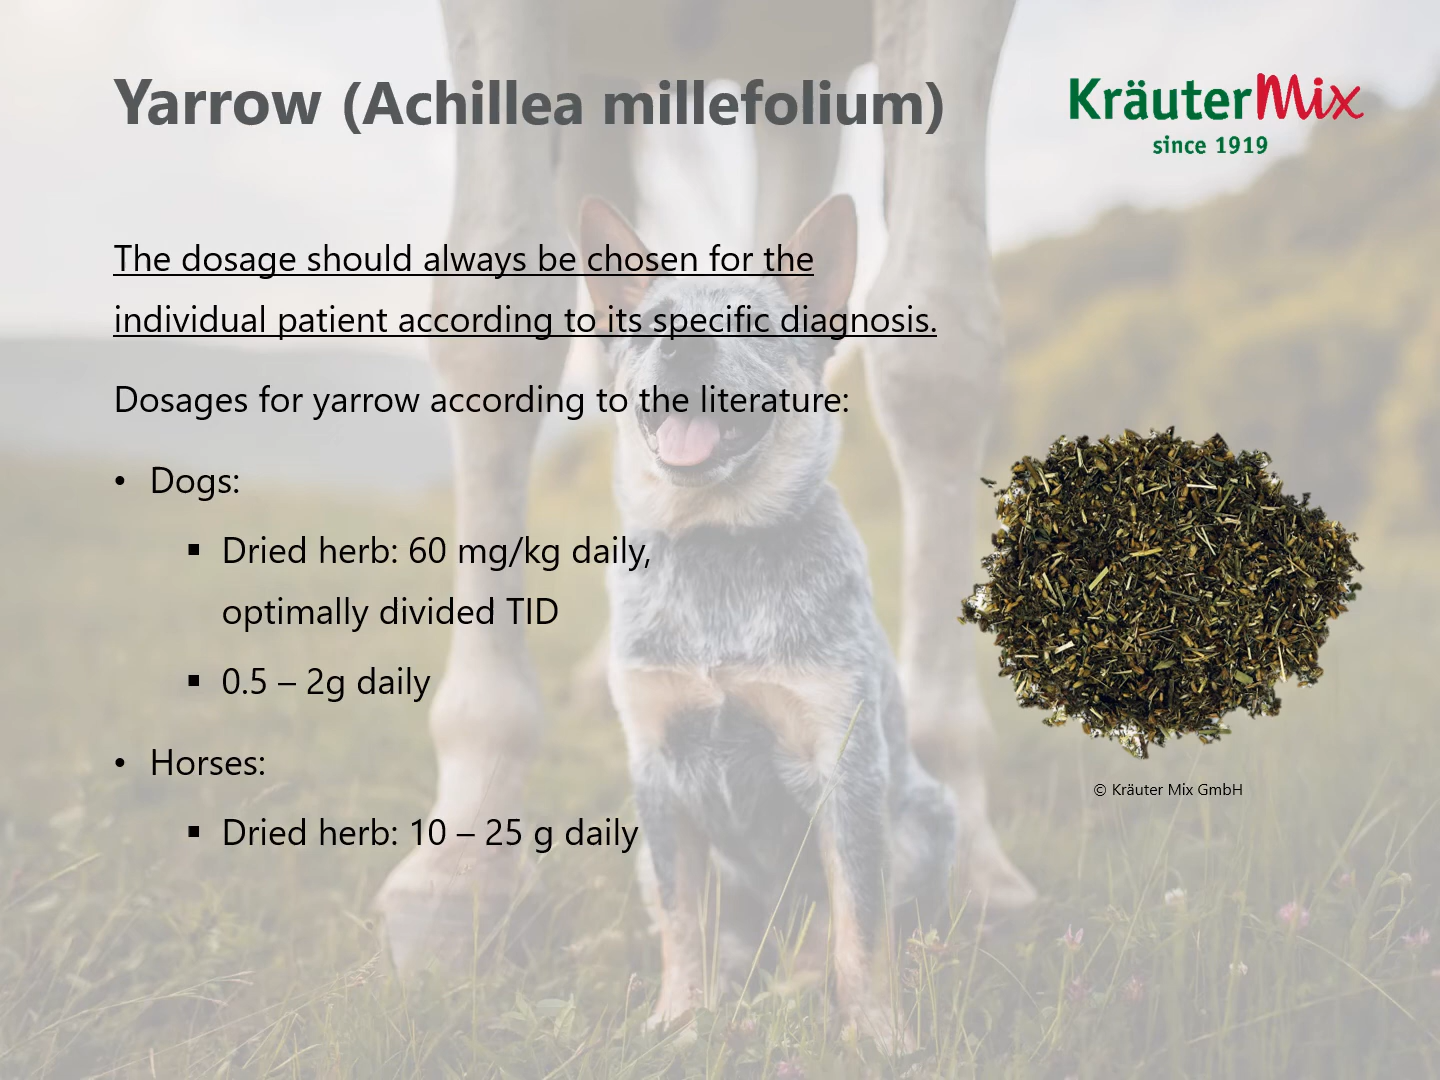 Yarrow (Achillea millefolium)
KräuterMix
since 1919
The dosage should always be chosen for the
individual patient according to its specific diagnosis.
Dosages for yarrow according to the literature:
• Dogs:
▪ Dried herb: 60 mg/kg daily,
optimally divided TID
▪ 0.5 – 2g daily
• Horses:
▪ Dried herb: 10 – 25 g daily
© Kräuter Mix GmbH